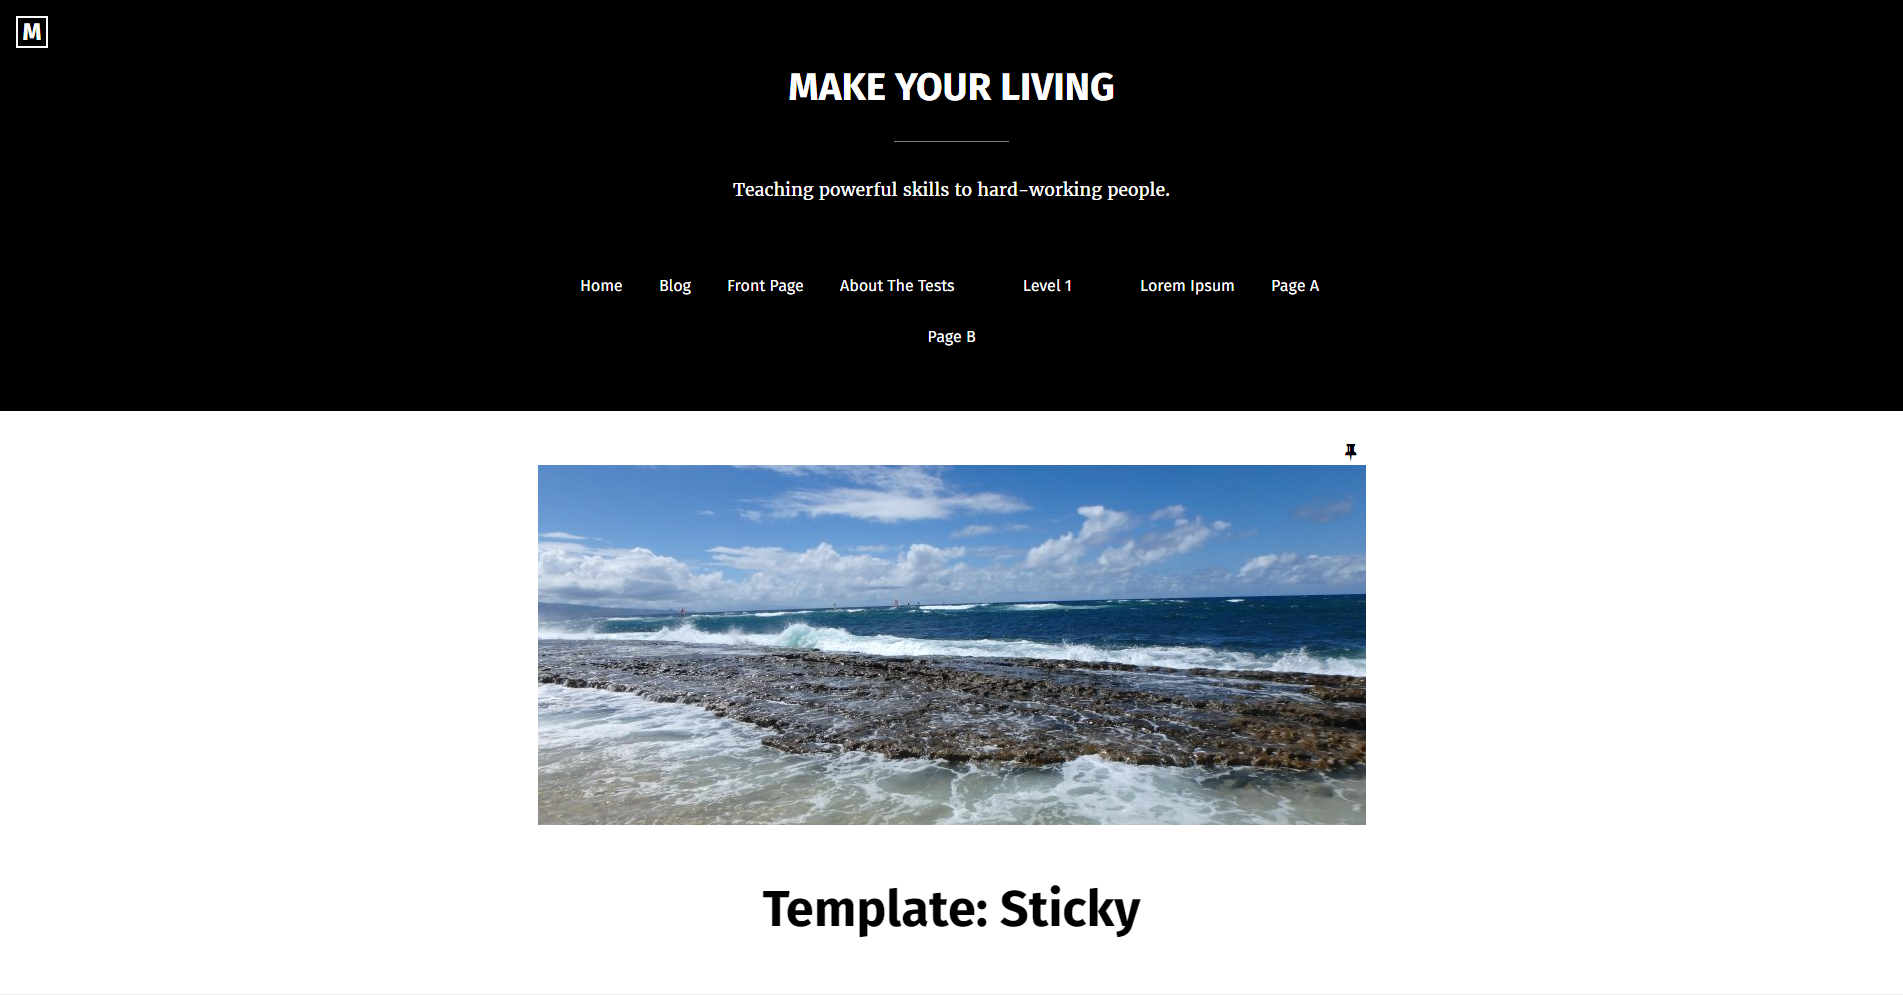 M
MAKE YOUR LIVING
Teaching powerful skills to hard-working people.
Home Blog Front Page About The Tests Level 1 Lorem Ipsum Page A
Page B
Template: Sticky